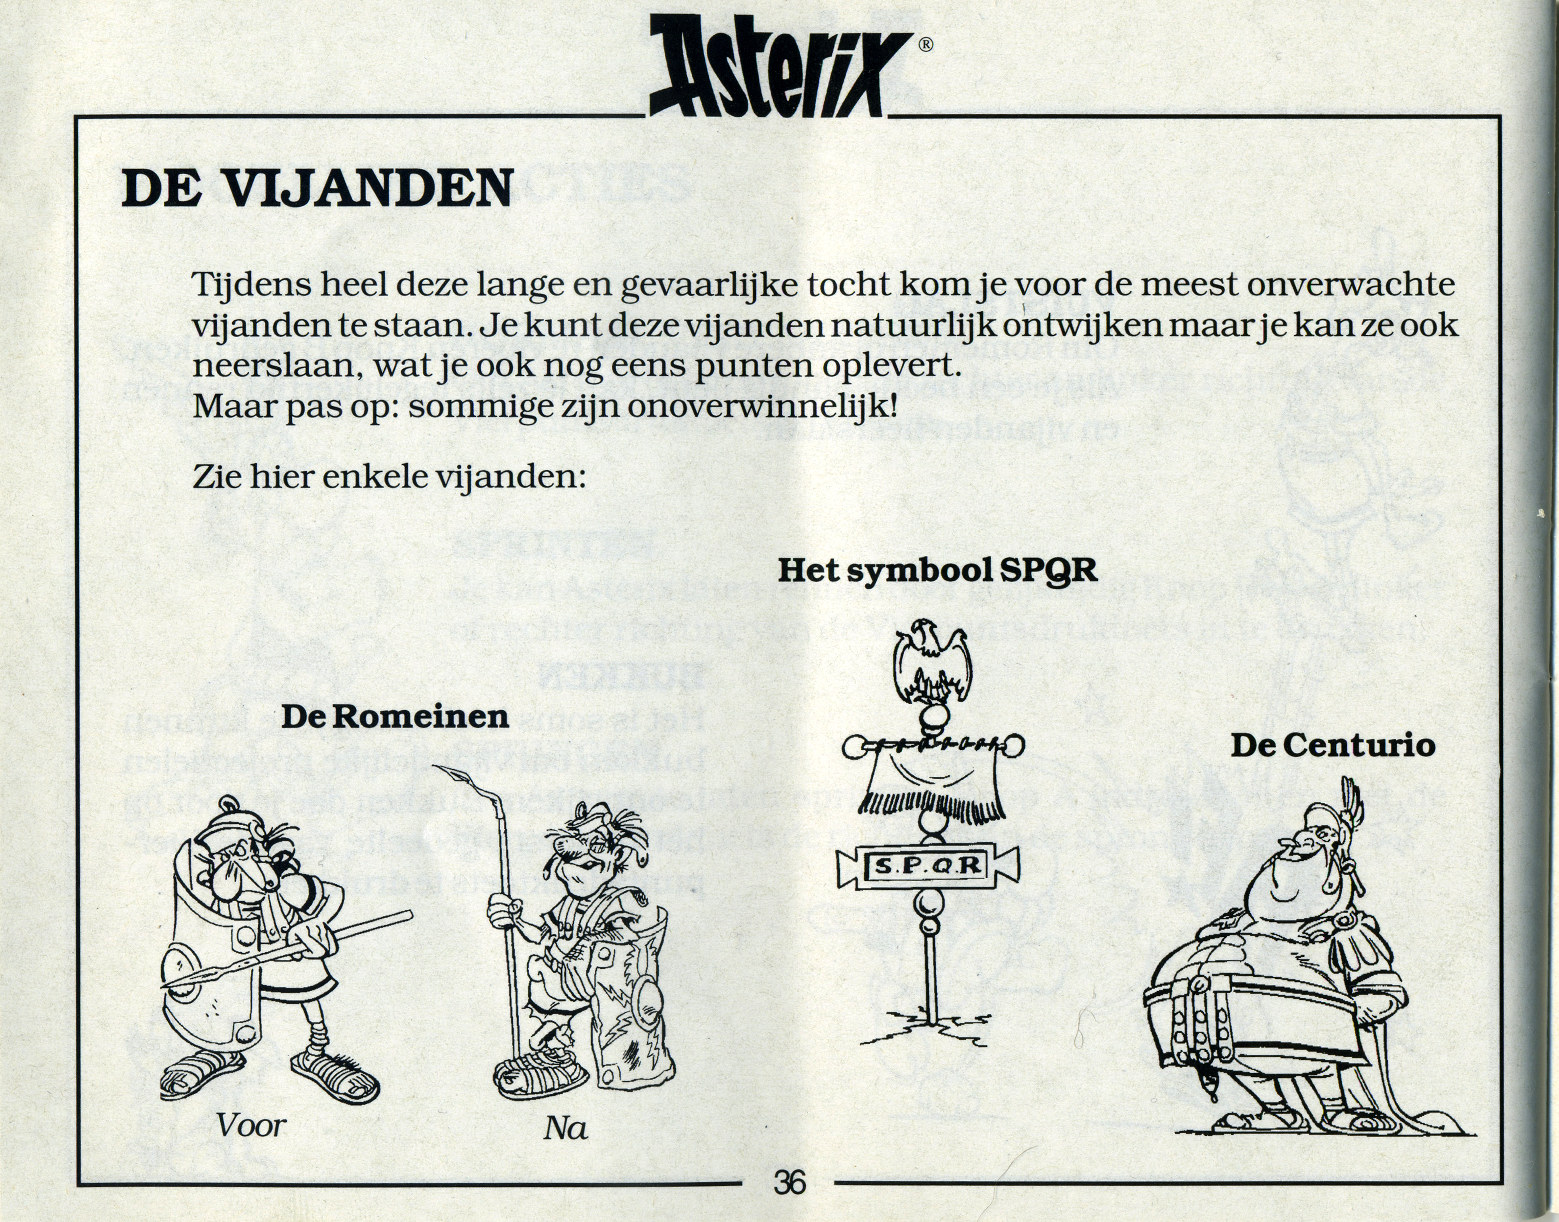 Asterix®
DE VIJANDEN
Tijdens heel deze lange en gevaarlijke tocht kom je voor de meest onverwachte
vijanden te staan. Je kunt deze vijanden natuurlijk ontwijken maar je kan ze ook
neerslaan, wat je ook nog eens punten oplevert.
Maar pas op: sommige zijn onoverwinnelijk!
Zie hier enkele vijanden:
Het symbool SPQR
De Romeinen
De Centurio
S.P.Q.R
Voor
Na
36